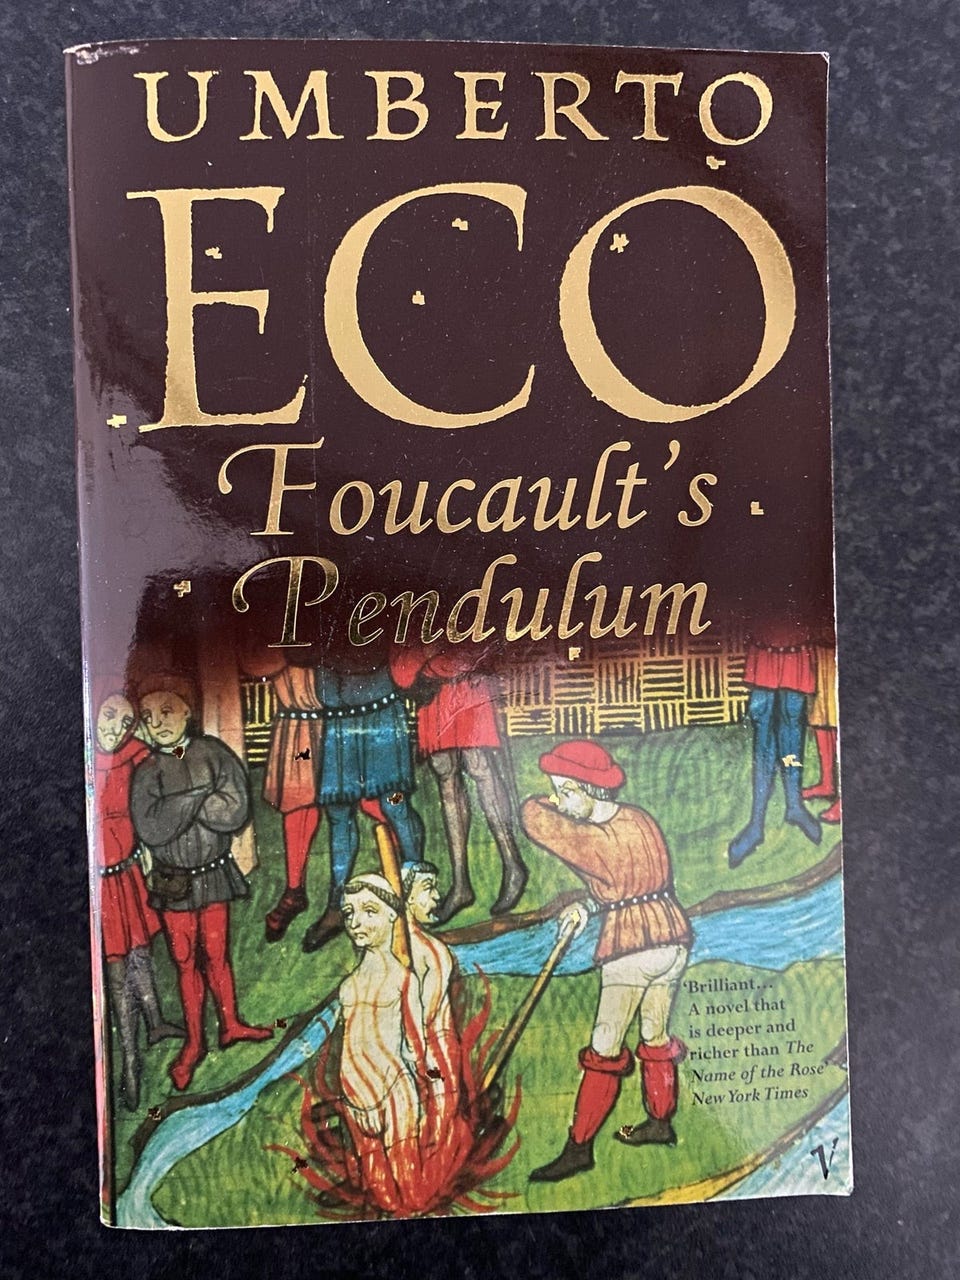 UMBERTO
ECO
Foucault's
Pendulum
'Brilliant...
A novel that
is deeper and
richer than The
Name of the Rose'
New York Times
V